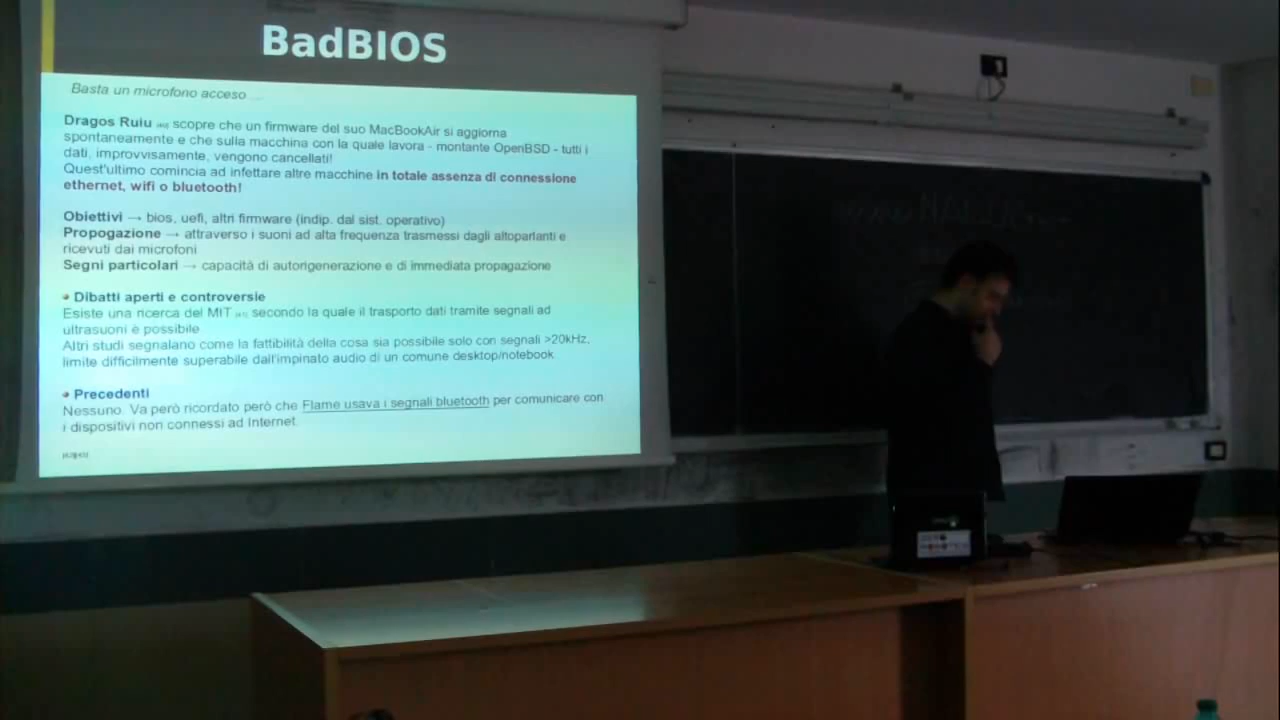 BadBIOS
Basta un microfono acceso ...
Dragos Ruiu scopre che un firmware del suo MacBookAir si aggiorna
spontaneamente e che sulla macchina con la quale lavora - montante OpenBSD - tutti i
dati, improvvisamente, vengono cancellati!
Quest'ultimo comincia ad infettare altre macchine in totale assenza di connessione
ethernet, wifi o bluetooth!
Obiettivi → bios, uefi, altri firmware (indip. dal sist. operativo)
Propogazione → attraverso i suoni ad alta frequenza trasmessi dagli altoparlanti e
ricevuti dai microfoni
Segni particolari → capacità di autorigenerazione e di immediata propagazione
Dibatti aperti e controversie
Esiste una ricerca del MIT secondo la quale il trasporto dati tramite segnali ad
ultrasuoni è possibile
Altri studi segnalano come la fattibilità della cosa sia possibile solo con segnali >20kHz,
limite difficilmente superabile dall'impinato audio di un comune desktop/notebook
Precedenti
Nessuno. Va però ricordato però che Flame usava i segnali bluetooth per comunicare con
i dispositivi non connessi ad Internet.